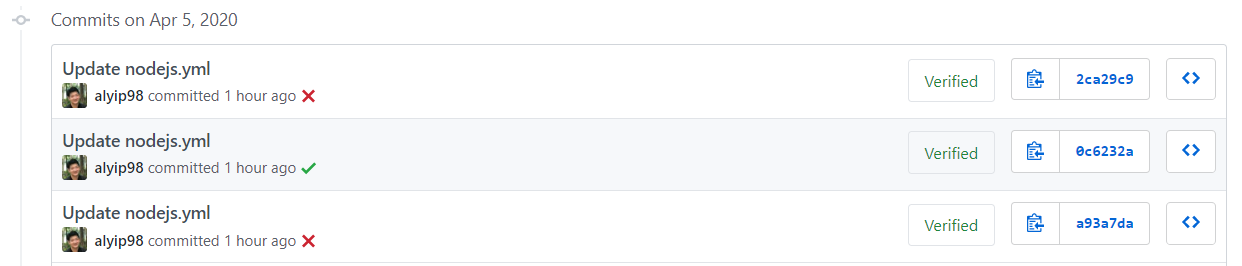 Commits on Apr 5, 2020
Update nodejs.yml
alyip98 committed 1 hour ago
Verified
2ca29c9
Update nodejs.yml
alyip98 committed 1 hour ago
Verified
0c6232a
Update nodejs.yml
alyip98 committed 1 hour ago
Verified
a93a7da